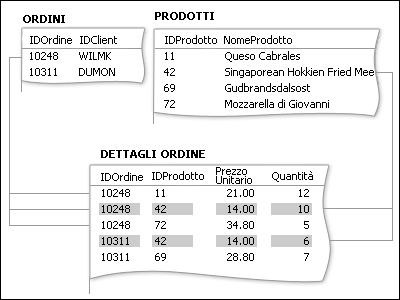 ORDINI
IDOrdine IDClient
10248 WILMK
10311 DUMON
PRODOTTI
IDProdotto NomeProdotto
11 Queso Cabrales
42 Singaporean Hokkien Fried Mee
69 Gudbrandsdalsost
72 Mozzarella di Giovanni
DETTAGLI ORDINE
IDOrdine IDProdotto Prezzo Unitario Quantità
10248 11 21.00 12
10248 42 14.00 10
10248 72 34.80 5
10311 42 14.00 6
10311 69 28.80 7